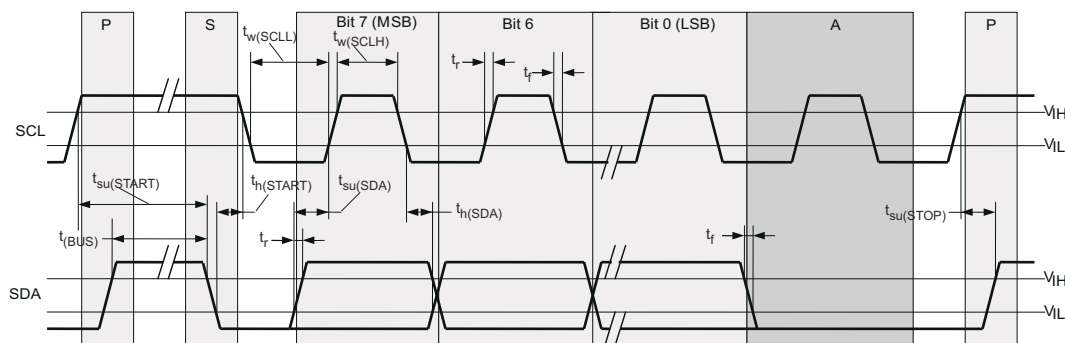 P
S
Bit 7 (MSB)
Bit 6
Bit 0 (LSB)
A
P
tw(SCLL)
tw(SCLH)
tr
tf
SCL
VIH
VIL
tsu(START)
th(START)
tsu(SDA)
th(SDA)
tsu(STOP)
t(BUS)
tr
tf
SDA
VIH
VIL